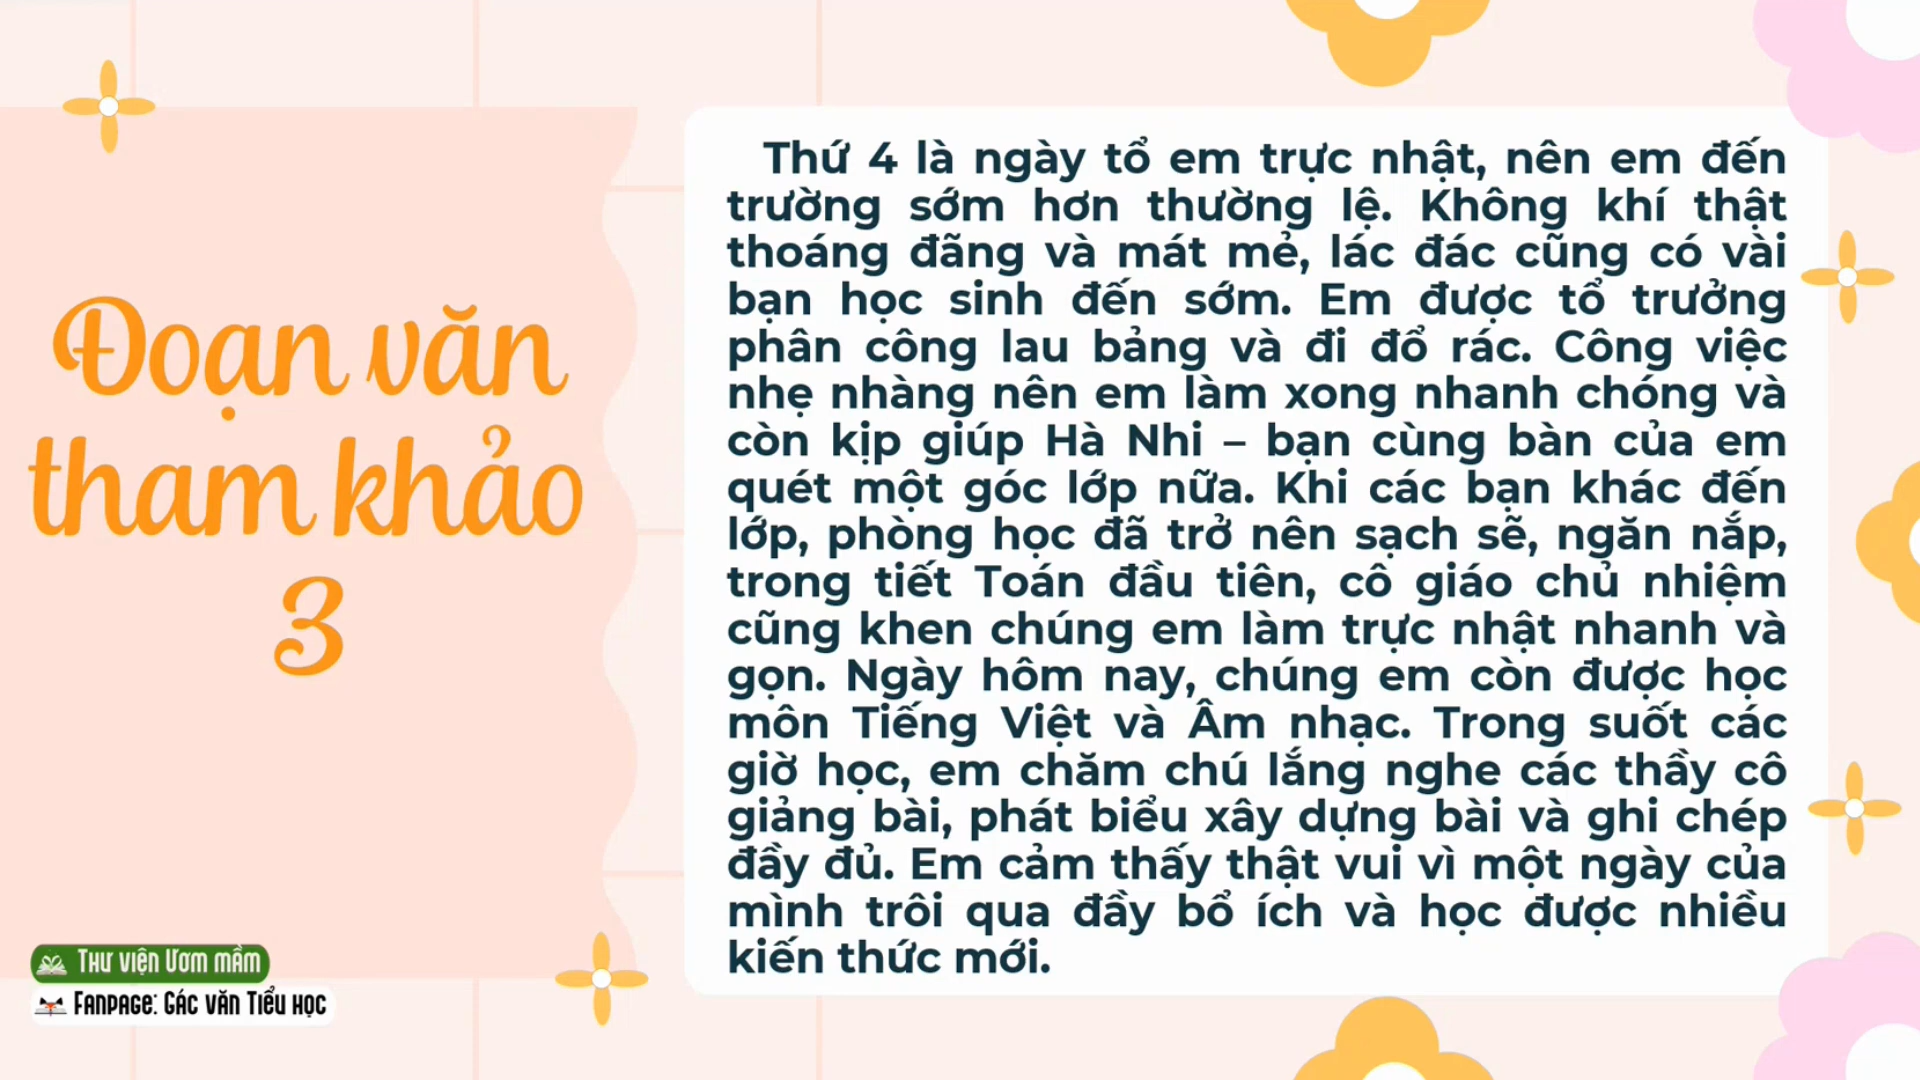 Đoạn văn
tham khảo
3
Thứ 4 là ngày tổ em trực nhật, nên em đến
trường sớm hơn thường lệ. Không khí thật
thoáng đãng và mát mẻ, lác đác cũng có vài
bạn học sinh đến sớm. Em được tổ trưởng
phân công lau bảng và đi đổ rác. Công việc
nhẹ nhàng nên em làm xong nhanh chóng và
còn kịp giúp Hà Nhi – bạn cùng bàn của em
quét một góc lớp nữa. Khi các bạn khác đến
lớp, phòng học đã trở nên sạch sẽ, ngăn nắp,
trong tiết Toán đầu tiên, cô giáo chủ nhiệm
cũng khen chúng em làm trực nhật nhanh và
gọn. Ngày hôm nay, chúng em còn được học
môn Tiếng Việt và Âm nhạc. Trong suốt các
giờ học, em chăm chú lắng nghe các thầy cô
giảng bài, phát biểu xây dựng bài và ghi chép
đầy đủ. Em cảm thấy thật vui vì một ngày của
mình trôi qua đầy bổ ích và học được nhiều
kiến thức mới.
Thư viện Ươm mầm
Fanpage: Gác văn Tiểu học